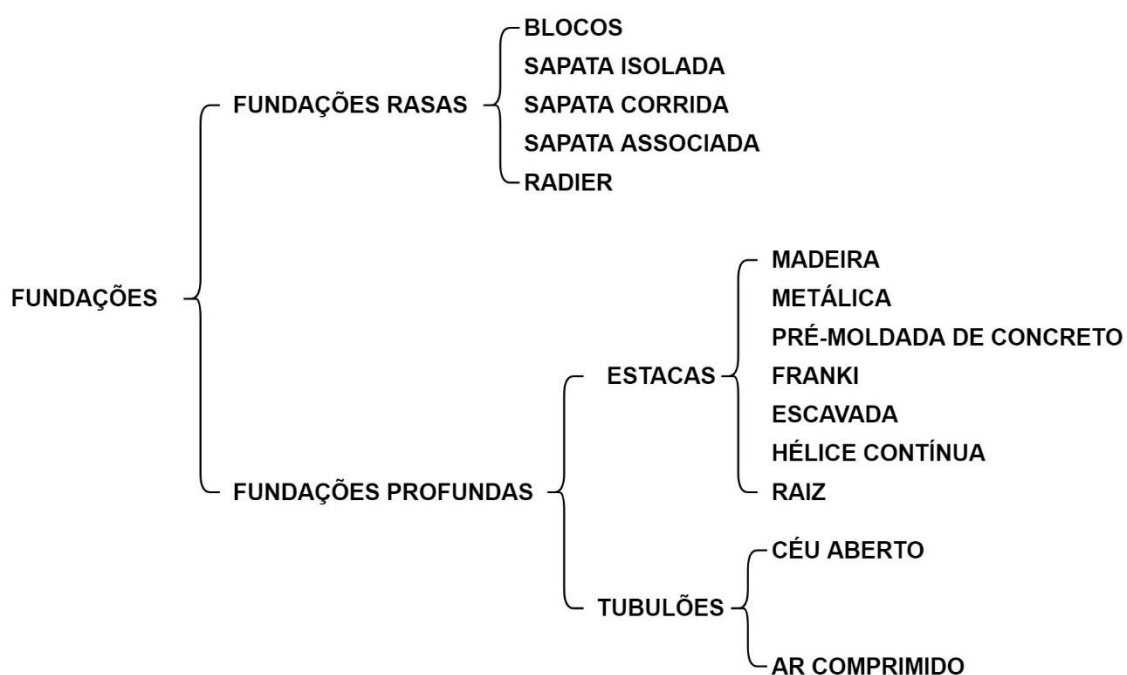 FUNDAÇÕES
FUNDAÇÕES RASAS
BLOCOS
SAPATA ISOLADA
SAPATA CORRIDA
SAPATA ASSOCIADA
RADIER
FUNDAÇÕES PROFUNDAS
ESTACAS
MADEIRA
METÁLICA
PRÉ-MOLDADA DE CONCRETO
FRANKI
ESCAVADA
HÉLICE CONTÍNUA
RAIZ
TUBULÕES
CÉU ABERTO
AR COMPRIMIDO